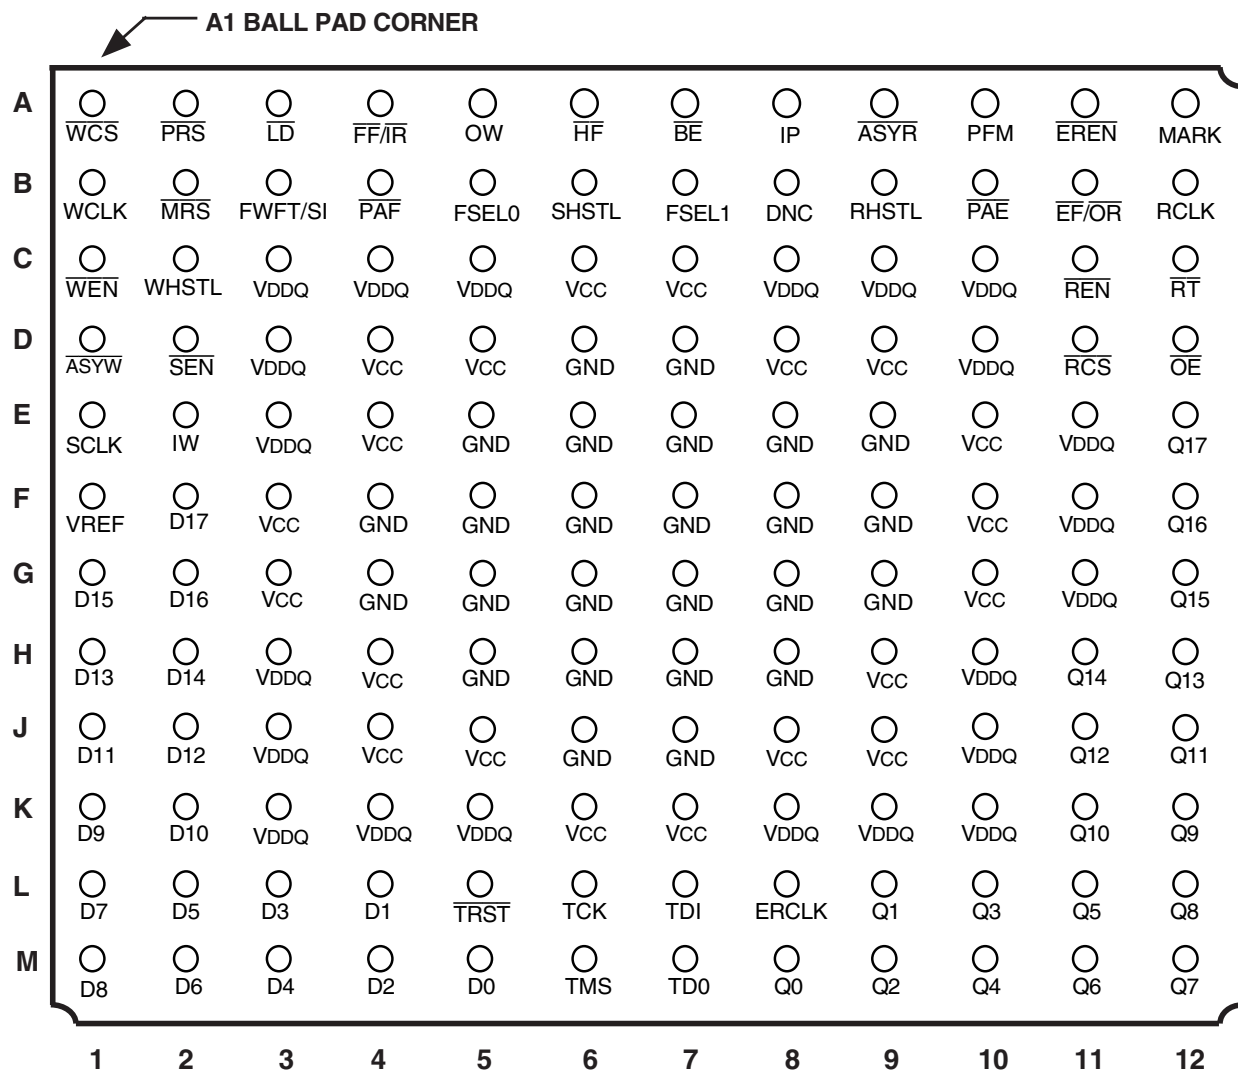 A1 BALL PAD CORNER
A
WCS PRS LD FF/IR OW HF BE IP ASYR PFM EREN MARK
B
WCLK MRS FWFT/SI PAF FSEL0 SHSTL FSEL1 DNC RHSTL PAE EF/OR RCLK
C
WEN WHSTL VDDQ VDDQ VDDQ VCC VCC VDDQ VDDQ VDDQ REN RT
D
ASYW SEN VDDQ VCC VCC GND GND VCC VCC VDDQ RCS OE
E
SCLK IW VDDQ VCC GND GND GND GND GND VCC VDDQ Q17
F
VREF D17 VCC GND GND GND GND GND GND VCC VDDQ Q16
G
D15 D16 VCC GND GND GND GND GND GND VCC VDDQ Q15
H
D13 D14 VDDQ VCC GND GND GND GND VCC VDDQ Q14 Q13
J
D11 D12 VDDQ VCC VCC GND GND VCC VCC VDDQ Q12 Q11
K
D9 D10 VDDQ VDDQ VDDQ VCC VCC VDDQ VDDQ VDDQ Q10 Q9
L
D7 D5 D3 D1 TRST TCK TDI ERCLK Q1 Q3 Q5 Q8
M
D8 D6 D4 D2 D0 TMS TD0 Q0 Q2 Q4 Q6 Q7
1 2 3 4 5 6 7 8 9 10 11 12